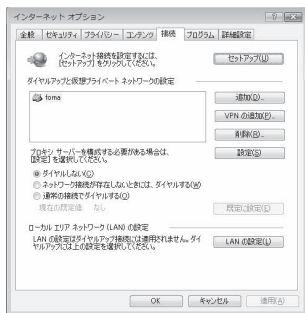 インターネット オプション
全般 セキュリティ プライバシー コンテンツ 接続 プログラム 詳細設定
インターネット接続を設定するには、
[セットアップ] をクリックしてください。
セットアップ(U)
ダイヤルアップと仮想プライベート ネットワークの設定
foma
追加(D)...
VPN の追加(P)...
削除(R)...
プロキシ サーバーを構成する必要がある場合は、
[設定] を選択してください。
設定(S)
ダイヤルしない(C)
ネットワーク接続が存在しないときには、ダイヤルする(W)
通常の接続でダイヤルする(O)
現在の既定値: なし
既定に設定(E)
ローカル エリア ネットワーク (LAN) の設定
LAN の設定はダイヤルアップ接続には適用されません。ダイ
ヤルアップには上の設定を選択してください。
LAN の設定(L)
OK キャンセル 適用(A)